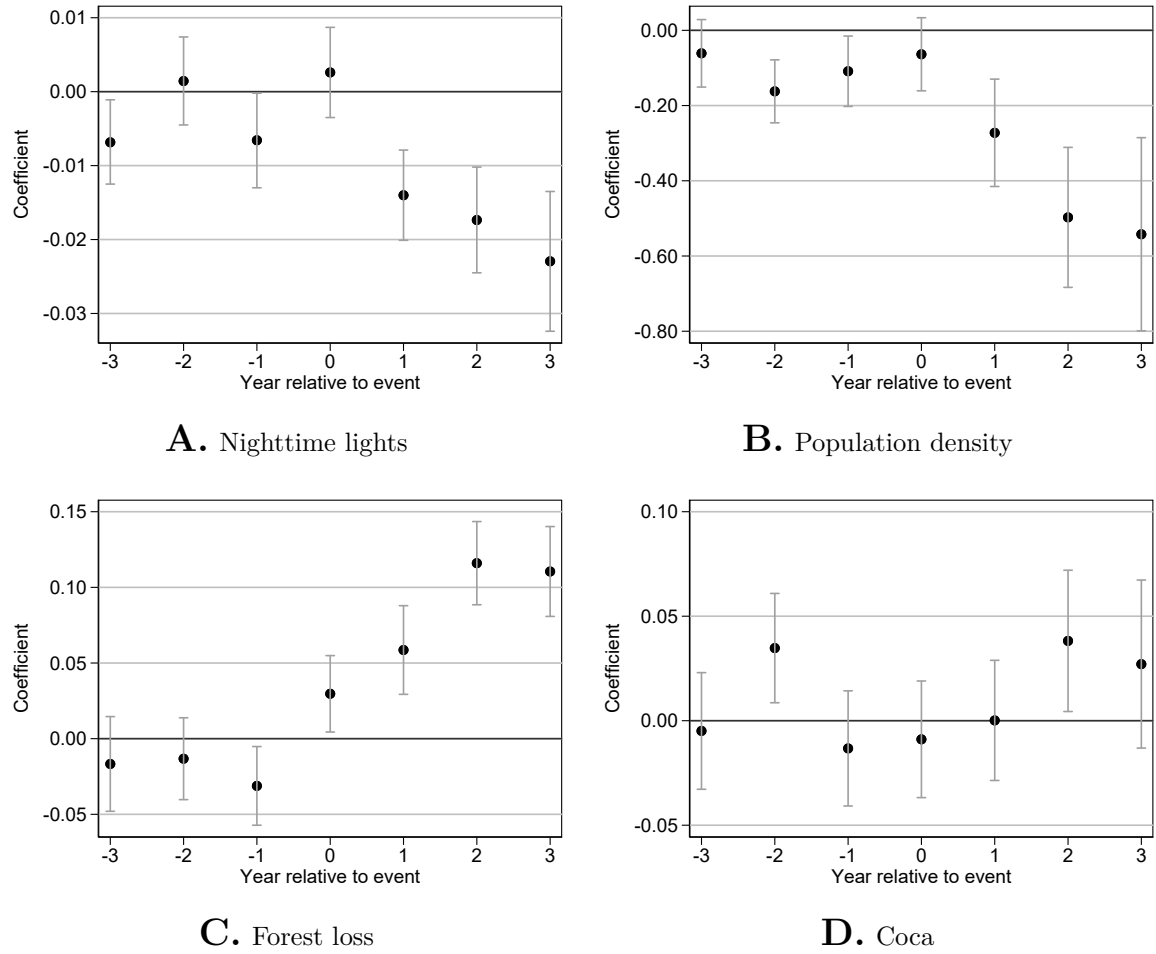 0.01
0.00
-0.01
-0.02
-0.03
Coefficient
-3 -2 -1 0 1 2 3
Year relative to event
A. Nighttime lights
0.00
-0.20
-0.40
-0.60
-0.80
Coefficient
-3 -2 -1 0 1 2 3
Year relative to event
B. Population density
0.15
0.10
0.05
0.00
-0.05
Coefficient
-3 -2 -1 0 1 2 3
Year relative to event
C. Forest loss
0.10
0.05
0.00
-0.05
Coefficient
-3 -2 -1 0 1 2 3
Year relative to event
D. Coca